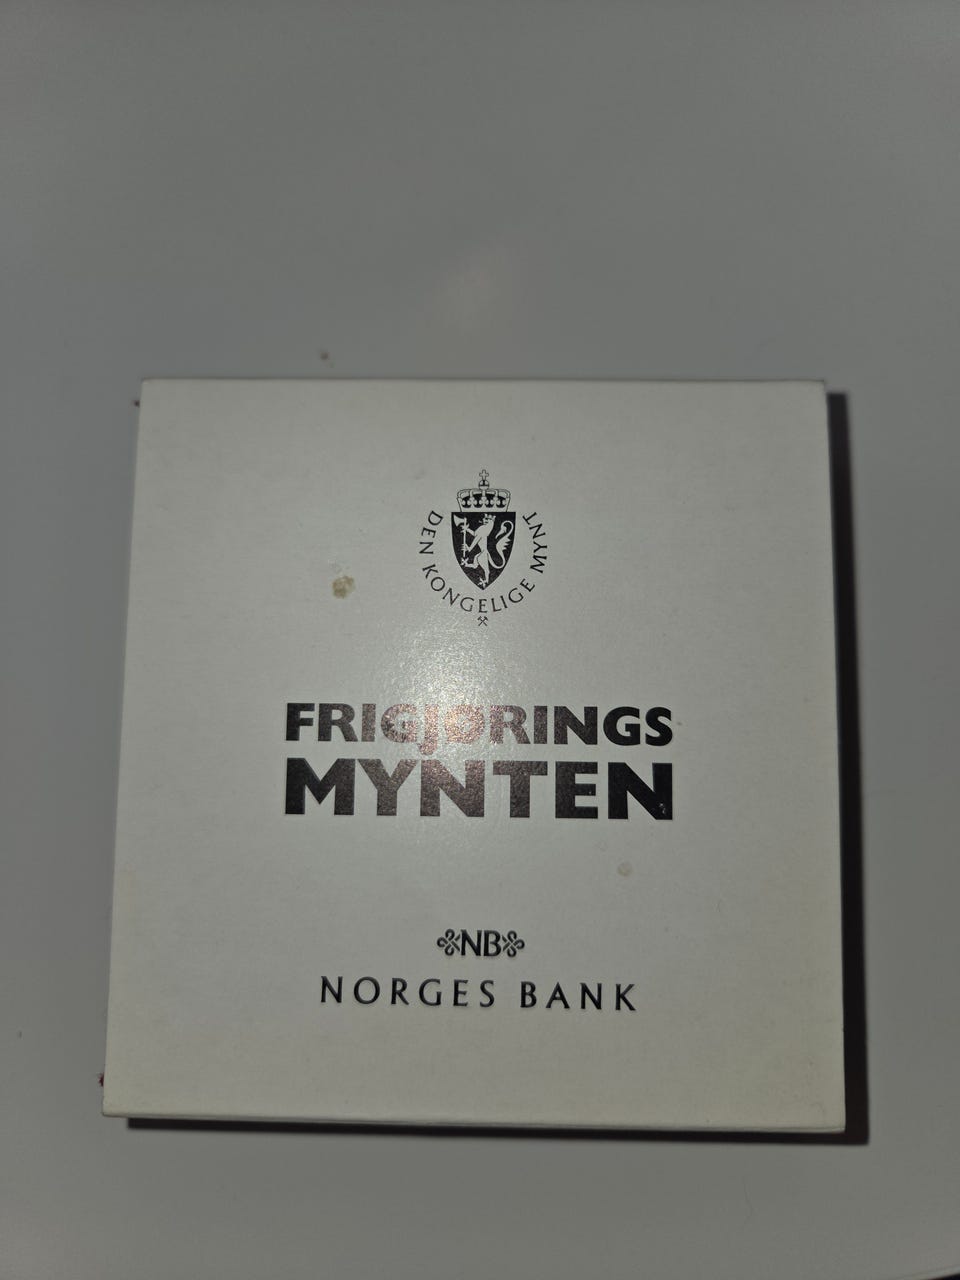 DEN KONGELIGE MYNT
FRIGJØRINGS
MYNTEN
NB
NORGES BANK